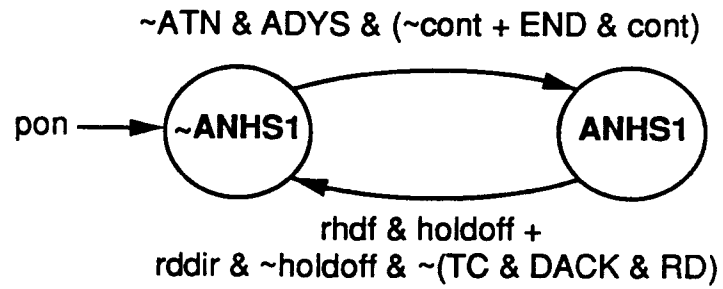 ~ATN & ADYS & (~cont + END & cont)
pon
~ANHS1
ANHS1
rhdf & holdoff +
rddir & ~holdoff & ~(TC & DACK & RD)